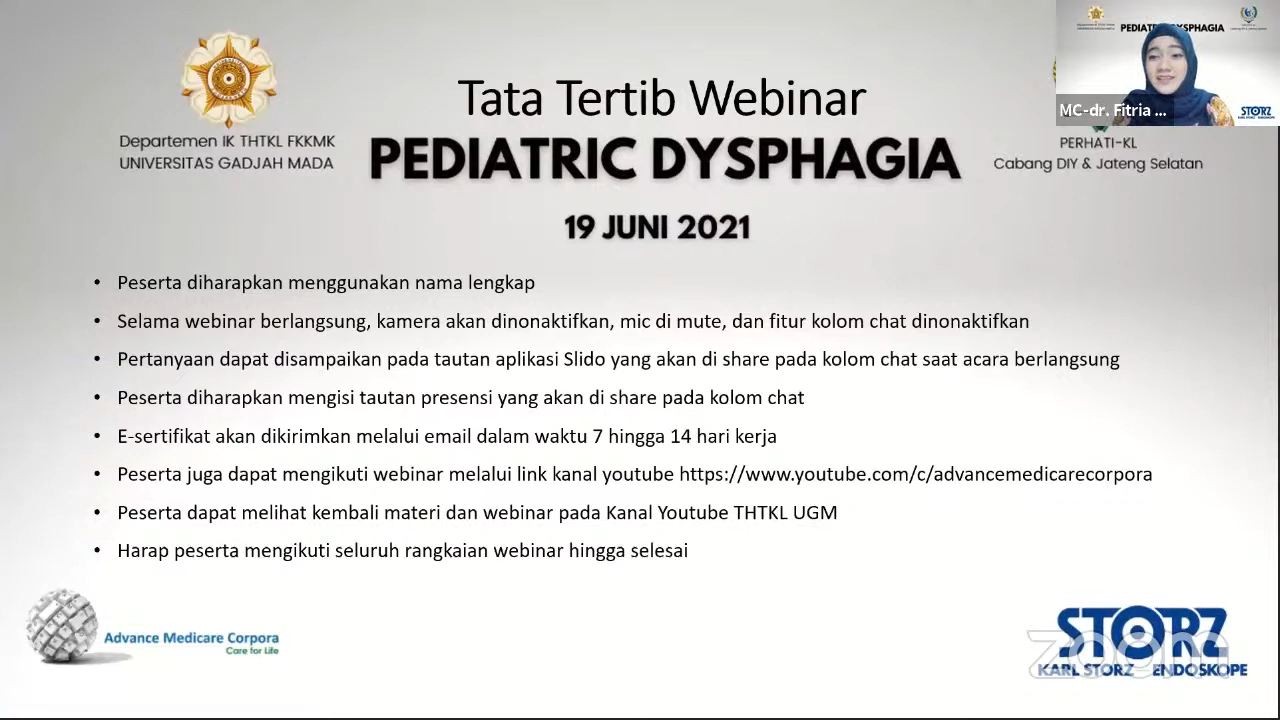 Departemen IK THTKL FKKMK
UNIVERSITAS GADJAH MADA
Tata Tertib Webinar
PEDIATRIC DYSPHAGIA
19 JUNI 2021
MC-dr. Fitria ...
STORZ
PERHATI-KL
Cabang DIY & Jateng Selatan
• Peserta diharapkan menggunakan nama lengkap
• Selama webinar berlangsung, kamera akan dinonaktifkan, mic di mute, dan fitur kolom chat dinonaktifkan
• Pertanyaan dapat disampaikan pada tautan aplikasi Slido yang akan di share pada kolom chat saat acara berlangsung
• Peserta diharapkan mengisi tautan presensi yang akan di share pada kolom chat
• E-sertifikat akan dikirimkan melalui email dalam waktu 7 hingga 14 hari kerja
• Peserta juga dapat mengikuti webinar melalui link kanal youtube https://www.youtube.com/c/advancemedicarecorpora
• Peserta dapat melihat kembali materi dan webinar pada Kanal Youtube THTKL UGM
• Harap peserta mengikuti seluruh rangkaian webinar hingga selesai
Advance Medicare Corpora
Care for Life
STORZ
KARL STORZ ENDOSKOPE
zoom